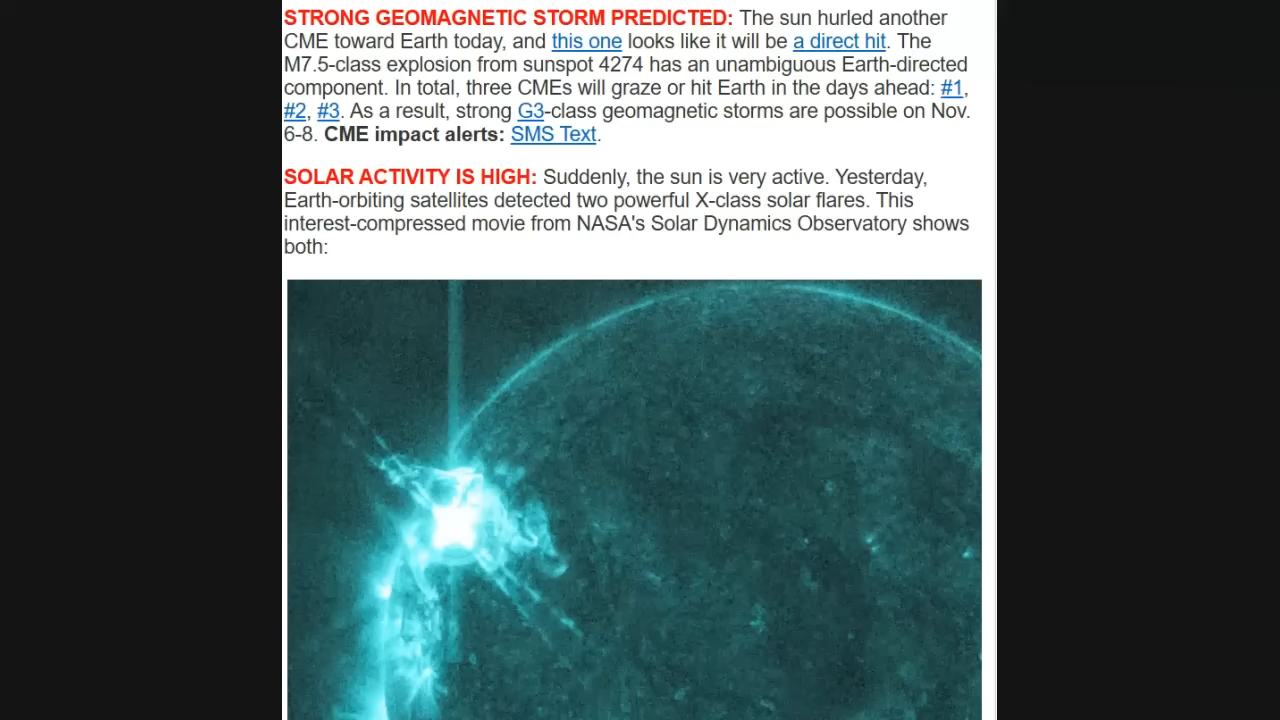 STRONG GEOMAGNETIC STORM PREDICTED: The sun hurled another
CME toward Earth today, and this one looks like it will be a direct hit. The
M7.5-class explosion from sunspot 4274 has an unambiguous Earth-directed
component. In total, three CMEs will graze or hit Earth in the days ahead: #1,
#2, #3. As a result, strong G3-class geomagnetic storms are possible on Nov.
6-8. CME impact alerts: SMS Text.
SOLAR ACTIVITY IS HIGH: Suddenly, the sun is very active. Yesterday,
Earth-orbiting satellites detected two powerful X-class solar flares. This
interest-compressed movie from NASA's Solar Dynamics Observatory shows
both: